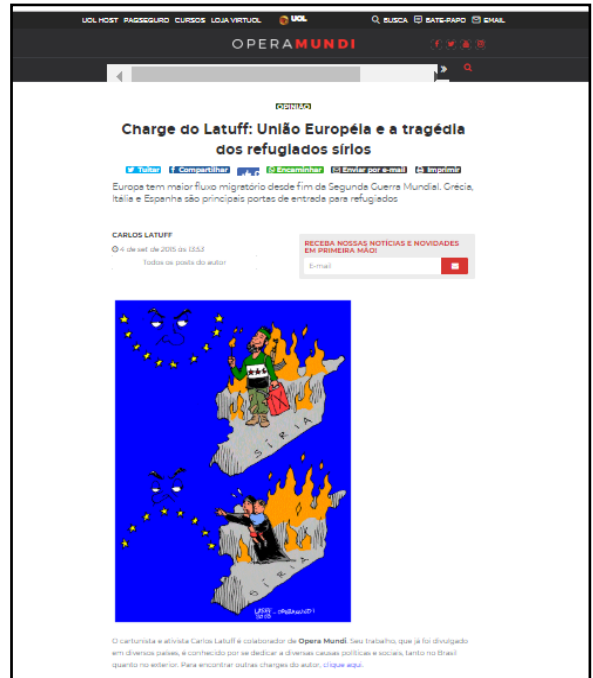 UOL HOST PAGSEGURO CURSOS LOJA VIRTUOL UOL BUSCA BATE-PAPO EMAIL
OPERAMUNDI
OPINIÃO
Charge do Latuff: União Européia e a tragédia
dos refugiados sírios
Tuitar Compartilhar Encaminhar Enviar por e-mail Imprimir
Europa tem maior fluxo migratório desde fim da Segunda Guerra Mundial. Grécia,
Itália e Espanha são principais portas de entrada para refugiados
CARLOS LATUFF
4 de set de 2015 às 13:53
Todos os posts do autor
RECEBA NOSSAS NOTÍCIAS E NOVIDADES
EM PRIMEIRA MÃO!
E-mail
SÍRIA
SÍRIA
LATUFF - OPERAMUNDI
2015
O cartunista e ativista Carlos Latuff é colaborador de Opera Mundi. Seu trabalho, que já foi divulgado
em diversos países, é conhecido por se dedicar a diversas causas políticas e sociais, tanto no Brasil
quanto no exterior. Para encontrar outras charges do autor, clique aqui.